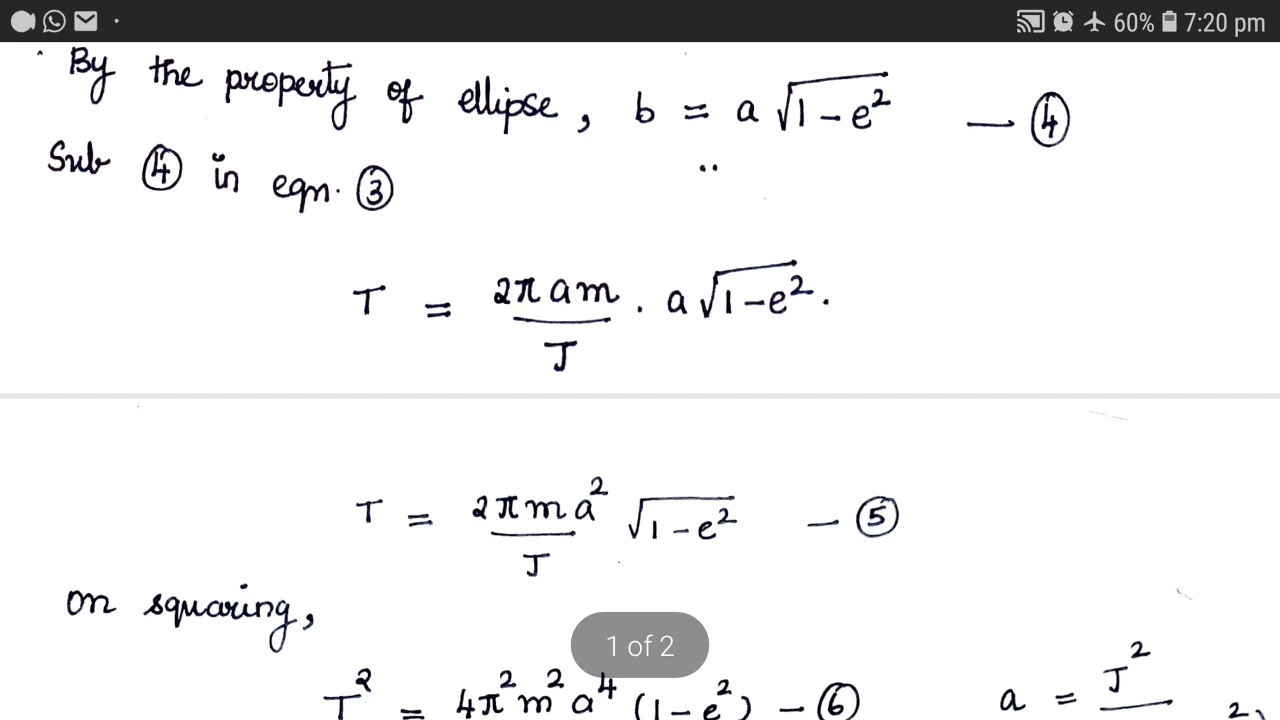 60% 7:20 pm
By the property of ellipse, b = a √1-e² — ④
Sub ④ in eqn. ③
T = 2πam/J . a√1-e².
T = 2πma²/J √1-e² — ⑤
on squaring,
1 of 2
T² = 4π²m²a⁴ (1-e²) — ⑥ a = J²